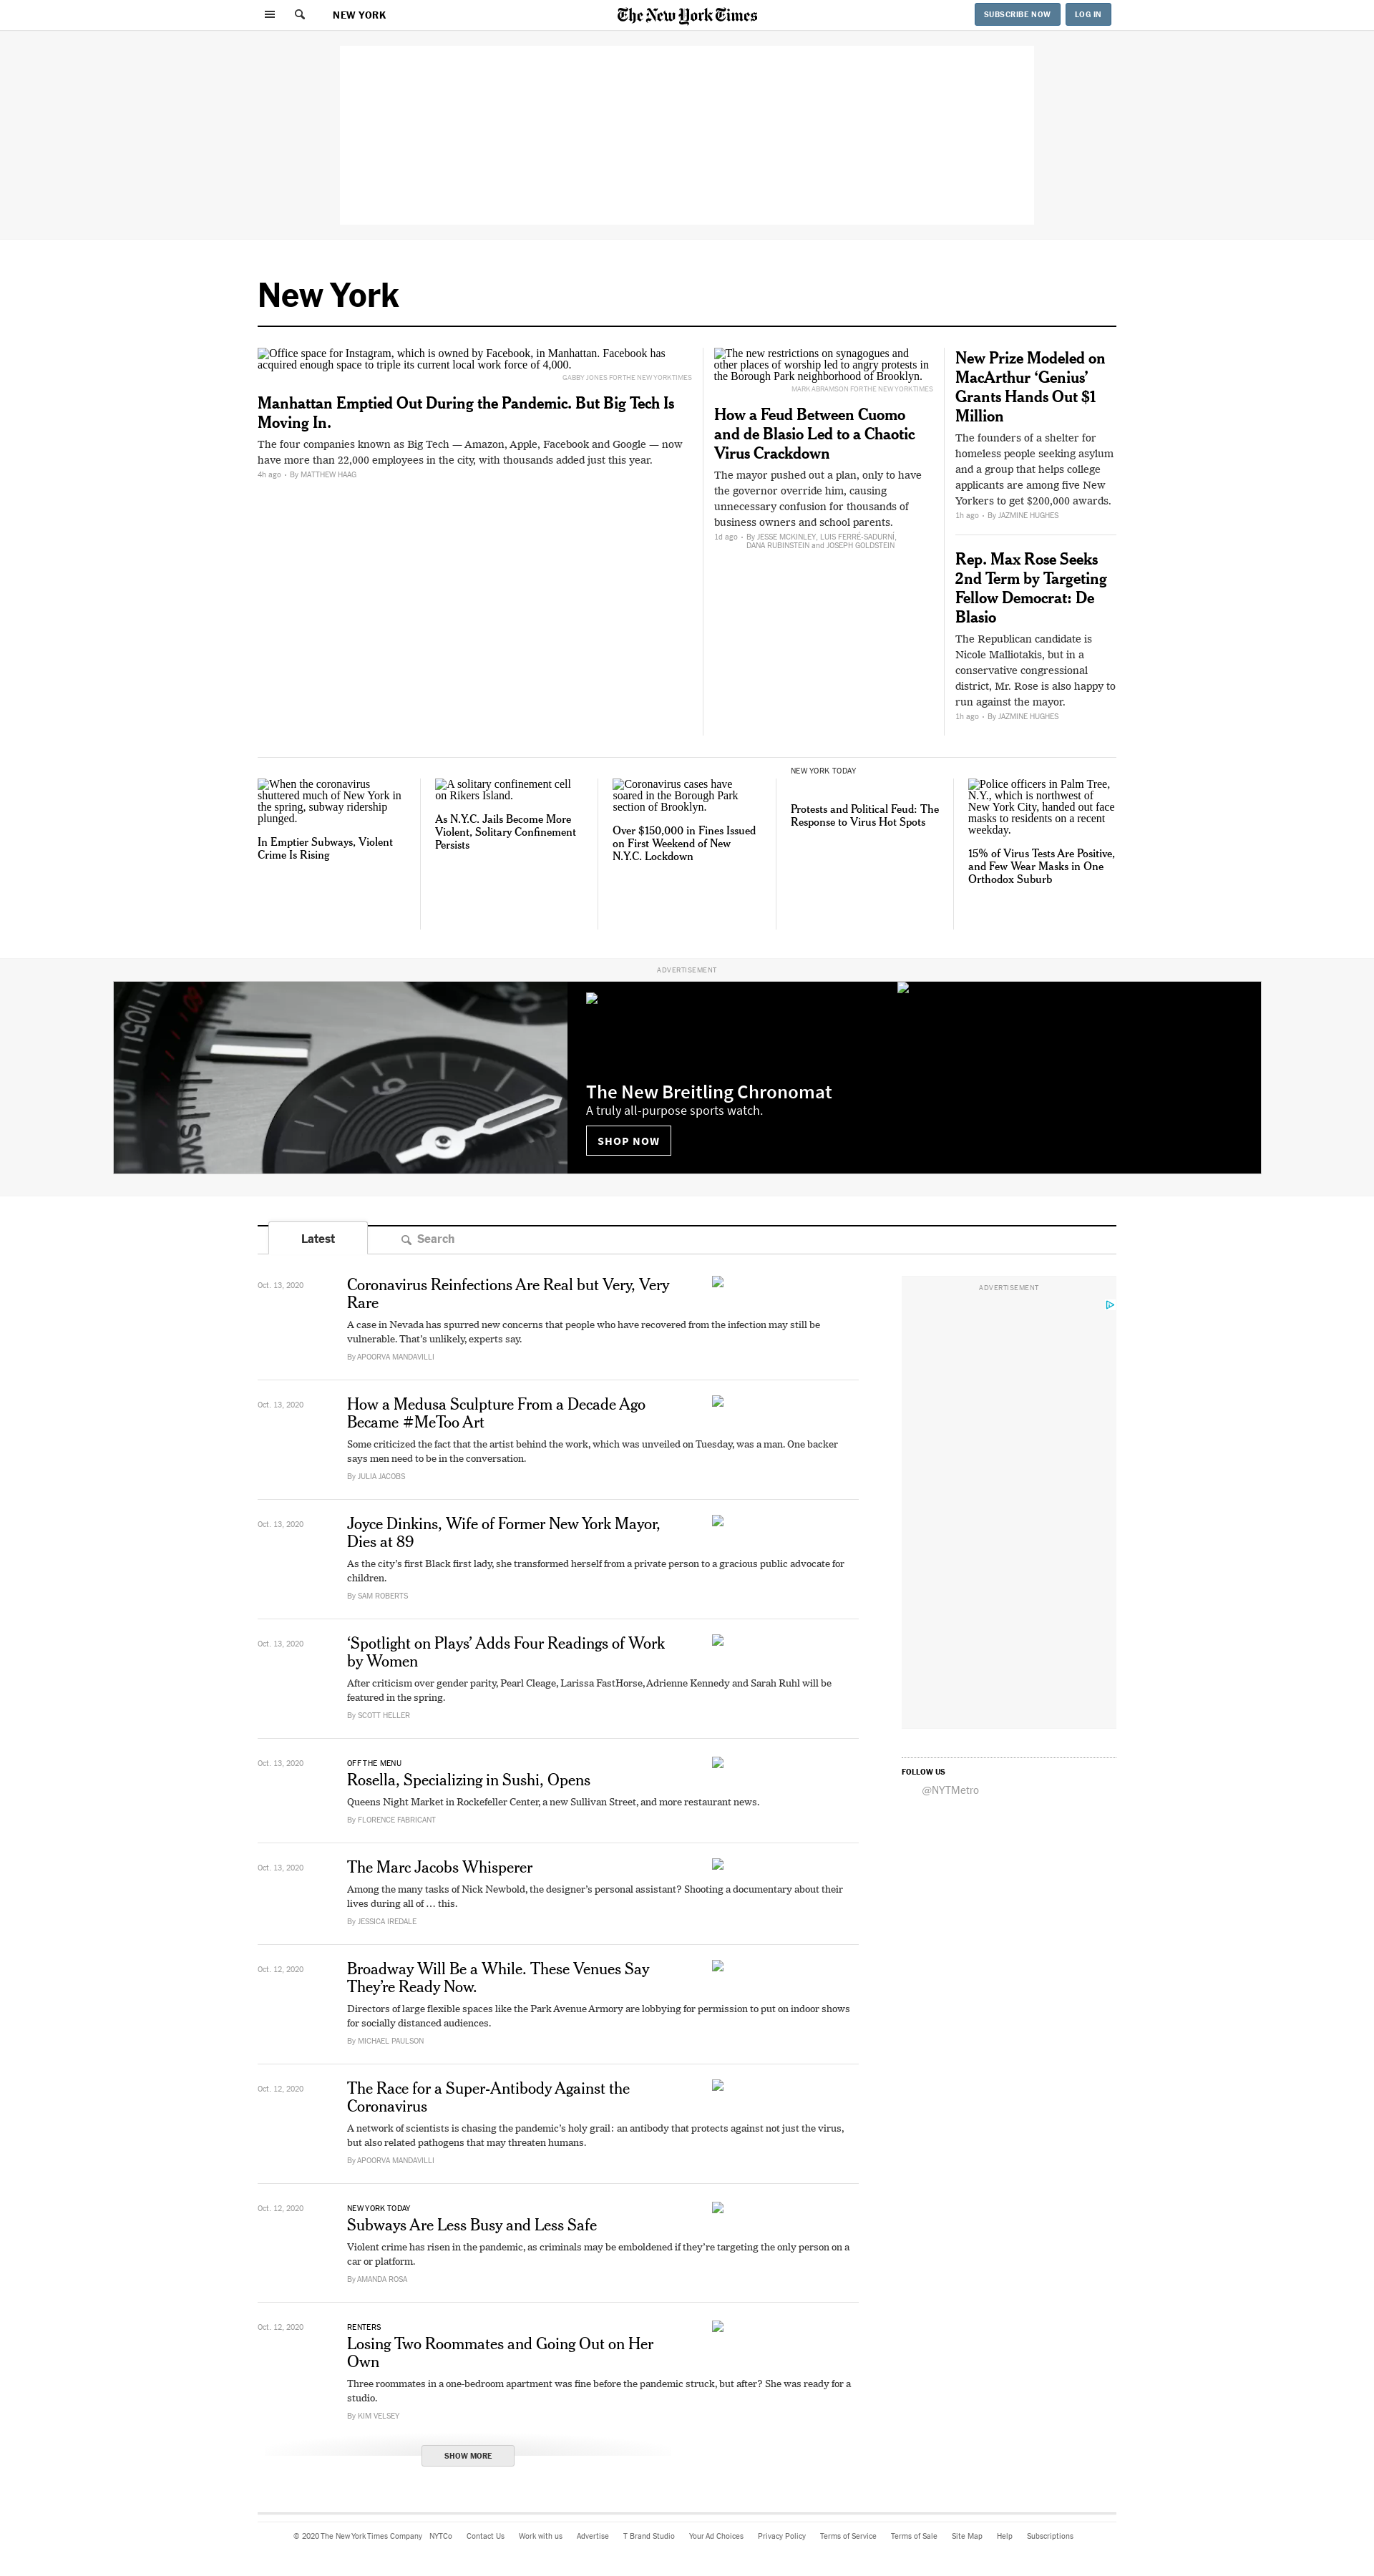 NEW YORK
The New York Times
SUBSCRIBE NOW
LOG IN
New York
Office space for Instagram, which is owned by Facebook, in Manhattan. Facebook has
acquired enough space to triple its current local work force of 4,000.
GABBY JONES FOR THE NEW YORK TIMES
Manhattan Emptied Out During the Pandemic. But Big Tech Is
Moving In.
The four companies known as Big Tech — Amazon, Apple, Facebook and Google — now
have more than 22,000 employees in the city, with thousands added just this year.
4h ago • By MATTHEW HAAG
The new restrictions on synagogues and
other places of worship led to angry protests in
the Borough Park neighborhood of Brooklyn.
MARK ABRAMSON FOR THE NEW YORK TIMES
How a Feud Between Cuomo
and de Blasio Led to a Chaotic
Virus Crackdown
The mayor pushed out a plan, only to have
the governor override him, causing
unnecessary confusion for thousands of
business owners and school parents.
1d ago • By JESSE MCKINLEY, LUIS FERRÉ-SADURNÍ,
DANA RUBINSTEIN and JOSEPH GOLDSTEIN
New Prize Modeled on
MacArthur ‘Genius’
Grants Hands Out $1
Million
The founders of a shelter for
homeless people seeking asylum
and a group that helps college
applicants are among five New
Yorkers to get $200,000 awards.
1h ago • By JAZMINE HUGHES
Rep. Max Rose Seeks
2nd Term by Targeting
Fellow Democrat: De
Blasio
The Republican candidate is
Nicole Malliotakis, but in a
conservative congressional
district, Mr. Rose is also happy to
run against the mayor.
1h ago • By JAZMINE HUGHES
When the coronavirus
shuttered much of New York in
the spring, subway ridership
plunged.
In Emptier Subways, Violent
Crime Is Rising
A solitary confinement cell
on Rikers Island.
As N.Y.C. Jails Become More
Violent, Solitary Confinement
Persists
Coronavirus cases have
soared in the Borough Park
section of Brooklyn.
Over $150,000 in Fines Issued
on First Weekend of New
N.Y.C. Lockdown
NEW YORK TODAY
Protests and Political Feud: The
Response to Virus Hot Spots
Police officers in Palm Tree,
N.Y., which is northwest of
New York City, handed out face
masks to residents on a recent
weekday.
15% of Virus Tests Are Positive,
and Few Wear Masks in One
Orthodox Suburb
ADVERTISEMENT
SWIS
The New Breitling Chronomat
A truly all-purpose sports watch.
SHOP NOW
Latest
Search
Oct. 13, 2020
Coronavirus Reinfections Are Real but Very, Very
Rare
A case in Nevada has spurred new concerns that people who have recovered from the infection may still be
vulnerable. That’s unlikely, experts say.
By APOORVA MANDAVILLI
ADVERTISEMENT
Oct. 13, 2020
How a Medusa Sculpture From a Decade Ago
Became #MeToo Art
Some criticized the fact that the artist behind the work, which was unveiled on Tuesday, was a man. One backer
says men need to be in the conversation.
By JULIA JACOBS
Oct. 13, 2020
Joyce Dinkins, Wife of Former New York Mayor,
Dies at 89
As the city’s first Black first lady, she transformed herself from a private person to a gracious public advocate for
children.
By SAM ROBERTS
Oct. 13, 2020
‘Spotlight on Plays’ Adds Four Readings of Work
by Women
After criticism over gender parity, Pearl Cleage, Larissa FastHorse, Adrienne Kennedy and Sarah Ruhl will be
featured in the spring.
By SCOTT HELLER
Oct. 13, 2020
OFF THE MENU
Rosella, Specializing in Sushi, Opens
Queens Night Market in Rockefeller Center, a new Sullivan Street, and more restaurant news.
By FLORENCE FABRICANT
FOLLOW US
@NYTMetro
Oct. 13, 2020
The Marc Jacobs Whisperer
Among the many tasks of Nick Newbold, the designer’s personal assistant? Shooting a documentary about their
lives during all of … this.
By JESSICA IREDALE
Oct. 12, 2020
Broadway Will Be a While. These Venues Say
They’re Ready Now.
Directors of large flexible spaces like the Park Avenue Armory are lobbying for permission to put on indoor shows
for socially distanced audiences.
By MICHAEL PAULSON
Oct. 12, 2020
The Race for a Super-Antibody Against the
Coronavirus
A network of scientists is chasing the pandemic’s holy grail: an antibody that protects against not just the virus,
but also related pathogens that may threaten humans.
By APOORVA MANDAVILLI
Oct. 12, 2020
NEW YORK TODAY
Subways Are Less Busy and Less Safe
Violent crime has risen in the pandemic, as criminals may be emboldened if they’re targeting the only person on a
car or platform.
By AMANDA ROSA
Oct. 12, 2020
RENTERS
Losing Two Roommates and Going Out on Her
Own
Three roommates in a one-bedroom apartment was fine before the pandemic struck, but after? She was ready for a
studio.
By KIM VELSEY
SHOW MORE
© 2020 The New York Times Company NYTCo Contact Us Work with us Advertise T Brand Studio Your Ad Choices Privacy Policy Terms of Service Terms of Sale Site Map Help Subscriptions